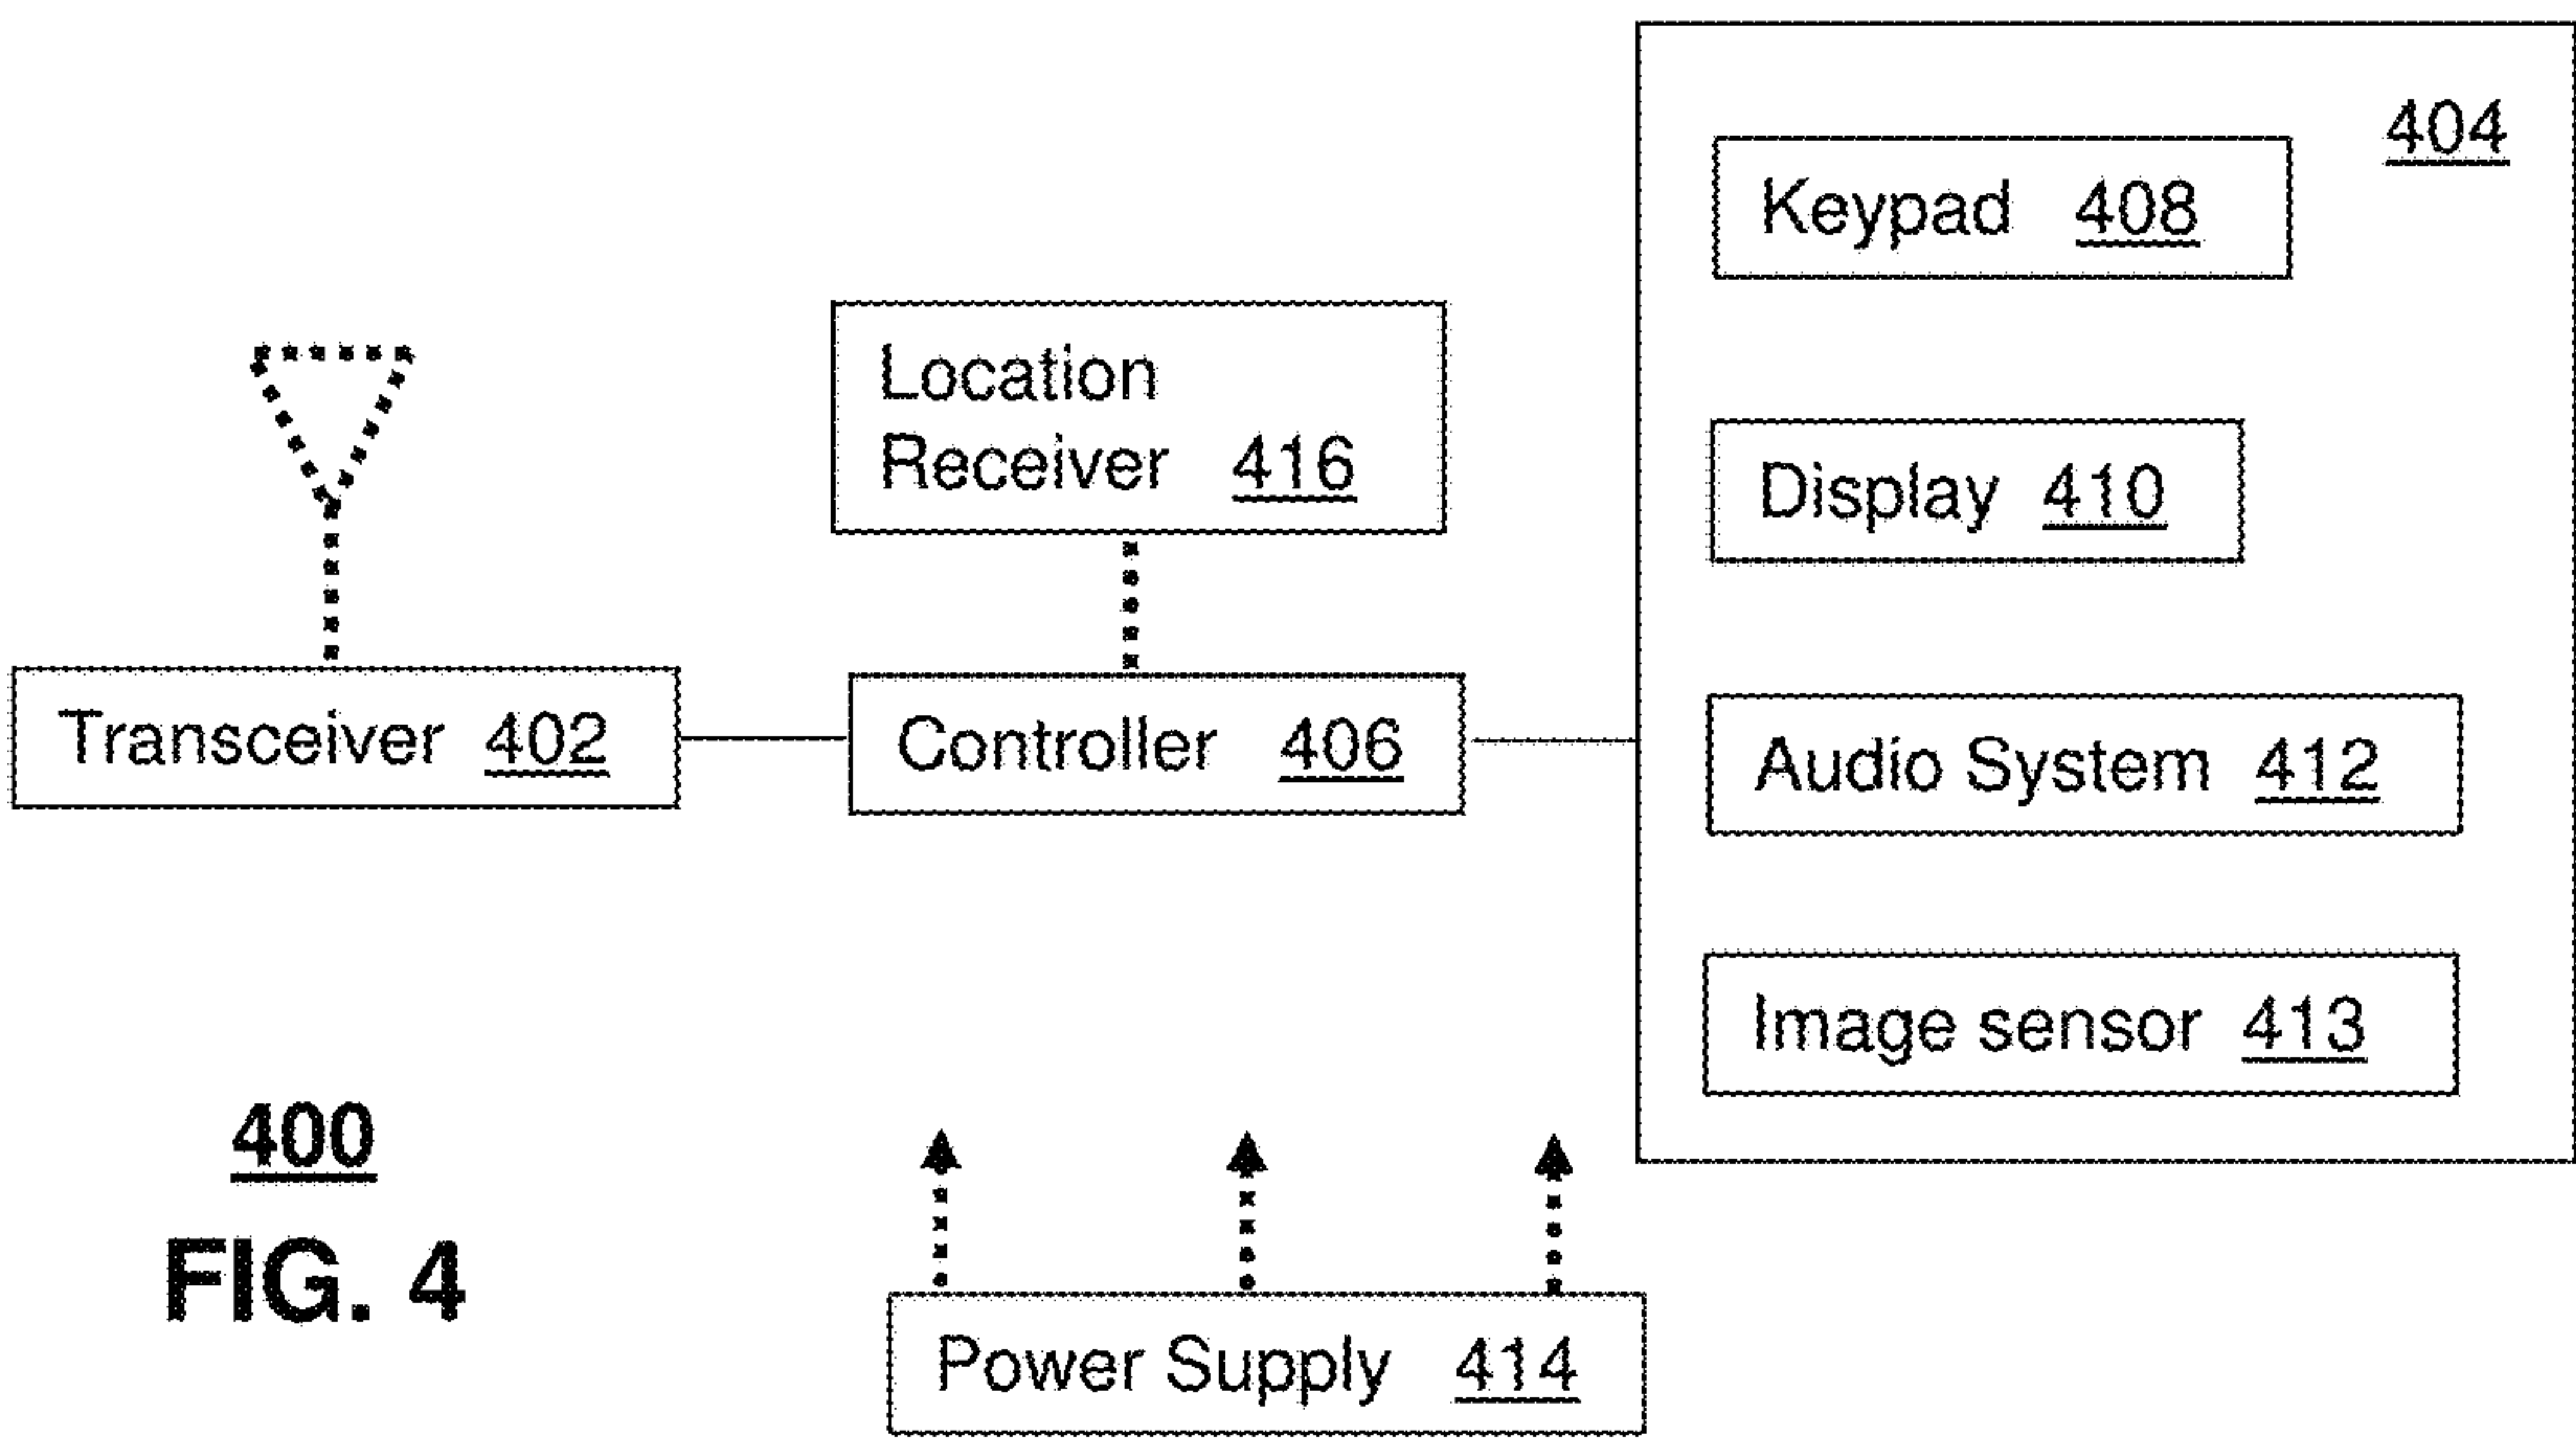 404
Keypad 408
Location
Receiver 416
Display 410
Transceiver 402
Controller 406
Audio System 412
Image sensor 413
400
FIG. 4
Power Supply 414